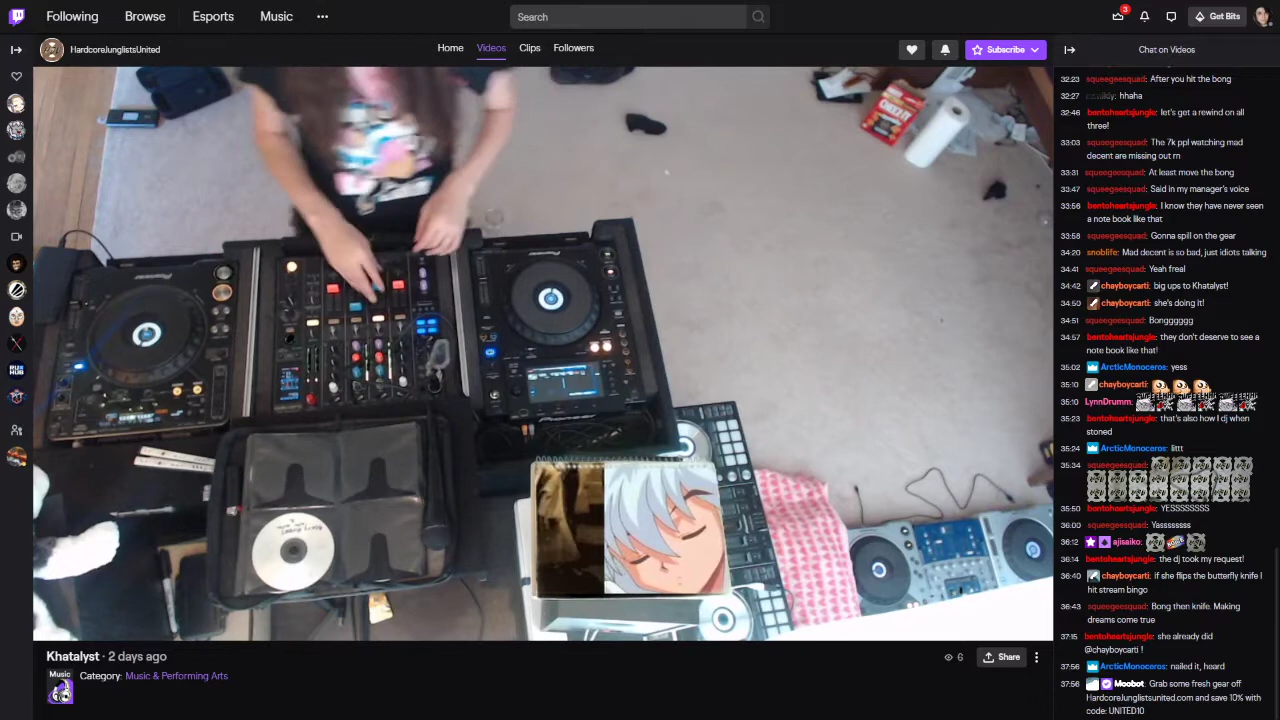 Following
Browse
Esports
Music
Search
3
Get Bits
HardcoreJunglistsUnited
Home
Videos
Clips
Followers
Subscribe
Chat on Videos
32:23 squeegeesquad: After you hit the bong
32:27 hhaha
32:46 bentoheartsjungle: let's get a rewind on all
three!
33:03 squeegeesquad: The 7k ppl watching mad
decent are missing out rn
33:31 squeegeesquad: At least move the bong
33:47 squeegeesquad: Said in my manager's voice
33:56 bentoheartsjungle: I know they have never seen
a note book like that
33:58 squeegeesquad: Gonna spill on the gear
34:20 snoblife: Mad decent is so bad, just idiots talking
34:41 squeegeesquad: Yeah freal
34:42 chayboycarti: big ups to Khatalyst!
34:50 chayboycarti: she's doing it!
34:51 squeegeesquad: Bongggggg
34:57 bentoheartsjungle: they don't deserve to see a
note book like that!
35:02 ArcticMonoceros: yess
35:10 chayboycarti:
35:10 LynnDrumm:
35:23 bentoheartsjungle: that's also how I dj when
stoned
35:24 ArcticMonoceros: littt
35:34 squeegeesquad:
35:50 bentoheartsjungle: YESSSSSSSS
36:00 squeegeesquad: Yasssssss
36:12 ajisaiko:
36:14 bentoheartsjungle: the dj took my request!
36:40 chayboycarti: if she flips the butterfly knife I
hit stream bingo
36:43 squeegeesquad: Bong then knife. Making
dreams come true
37:15 bentoheartsjungle: she already did
@chayboycarti !
37:56 ArcticMonoceros: nailed it, heard
37:56 Moobot: Grab some fresh gear off
HardcoreJunglistsunited.com and save 10% with
code: UNITED10
Khatalyst · 2 days ago
6
Share
Music
Category: Music & Performing Arts